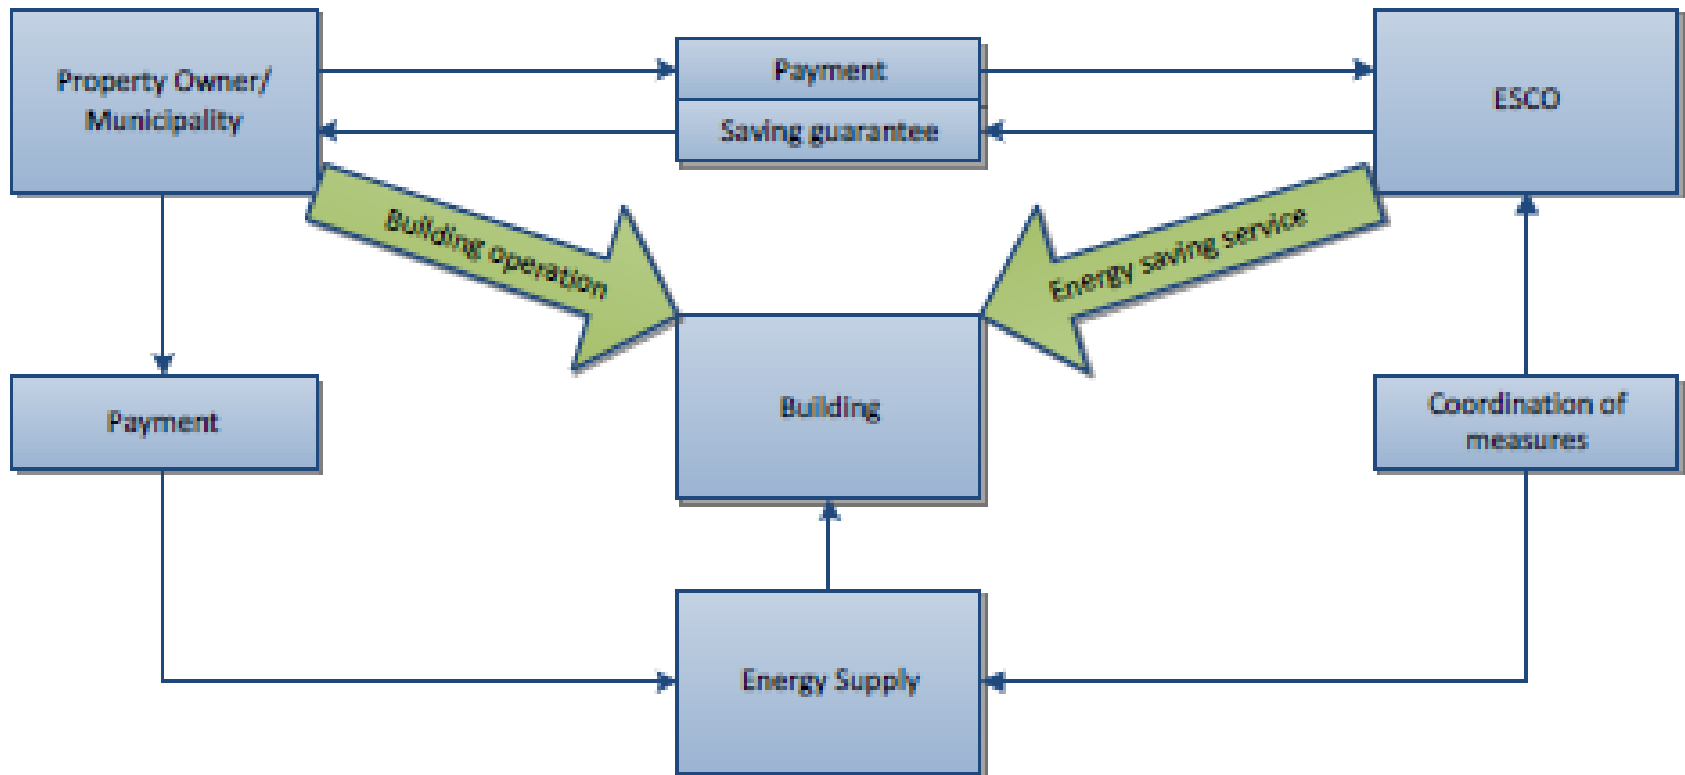 Property Owner/
Municipality
Payment
Saving guarantee
ESCO
Building operation
Energy saving service
Payment
Building
Coordination of
measures
Energy Supply